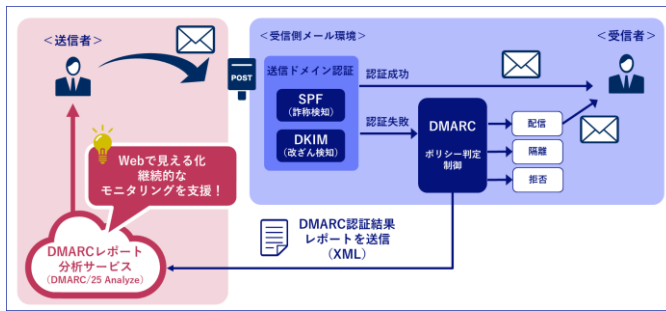 ＜送信者＞
POST
＜受信側メール環境＞
送信ドメイン認証
SPF
（詐称検知）
DKIM
（改ざん検知）
認証成功
認証失敗
DMARC
ポリシー判定
制御
配信
隔離
拒否
＜受信者＞
Webで見える化
継続的な
モニタリングを支援！
DMARCレポート
分析サービス
（DMARC/25 Analyze）
DMARC認証結果
レポートを送信
（XML）